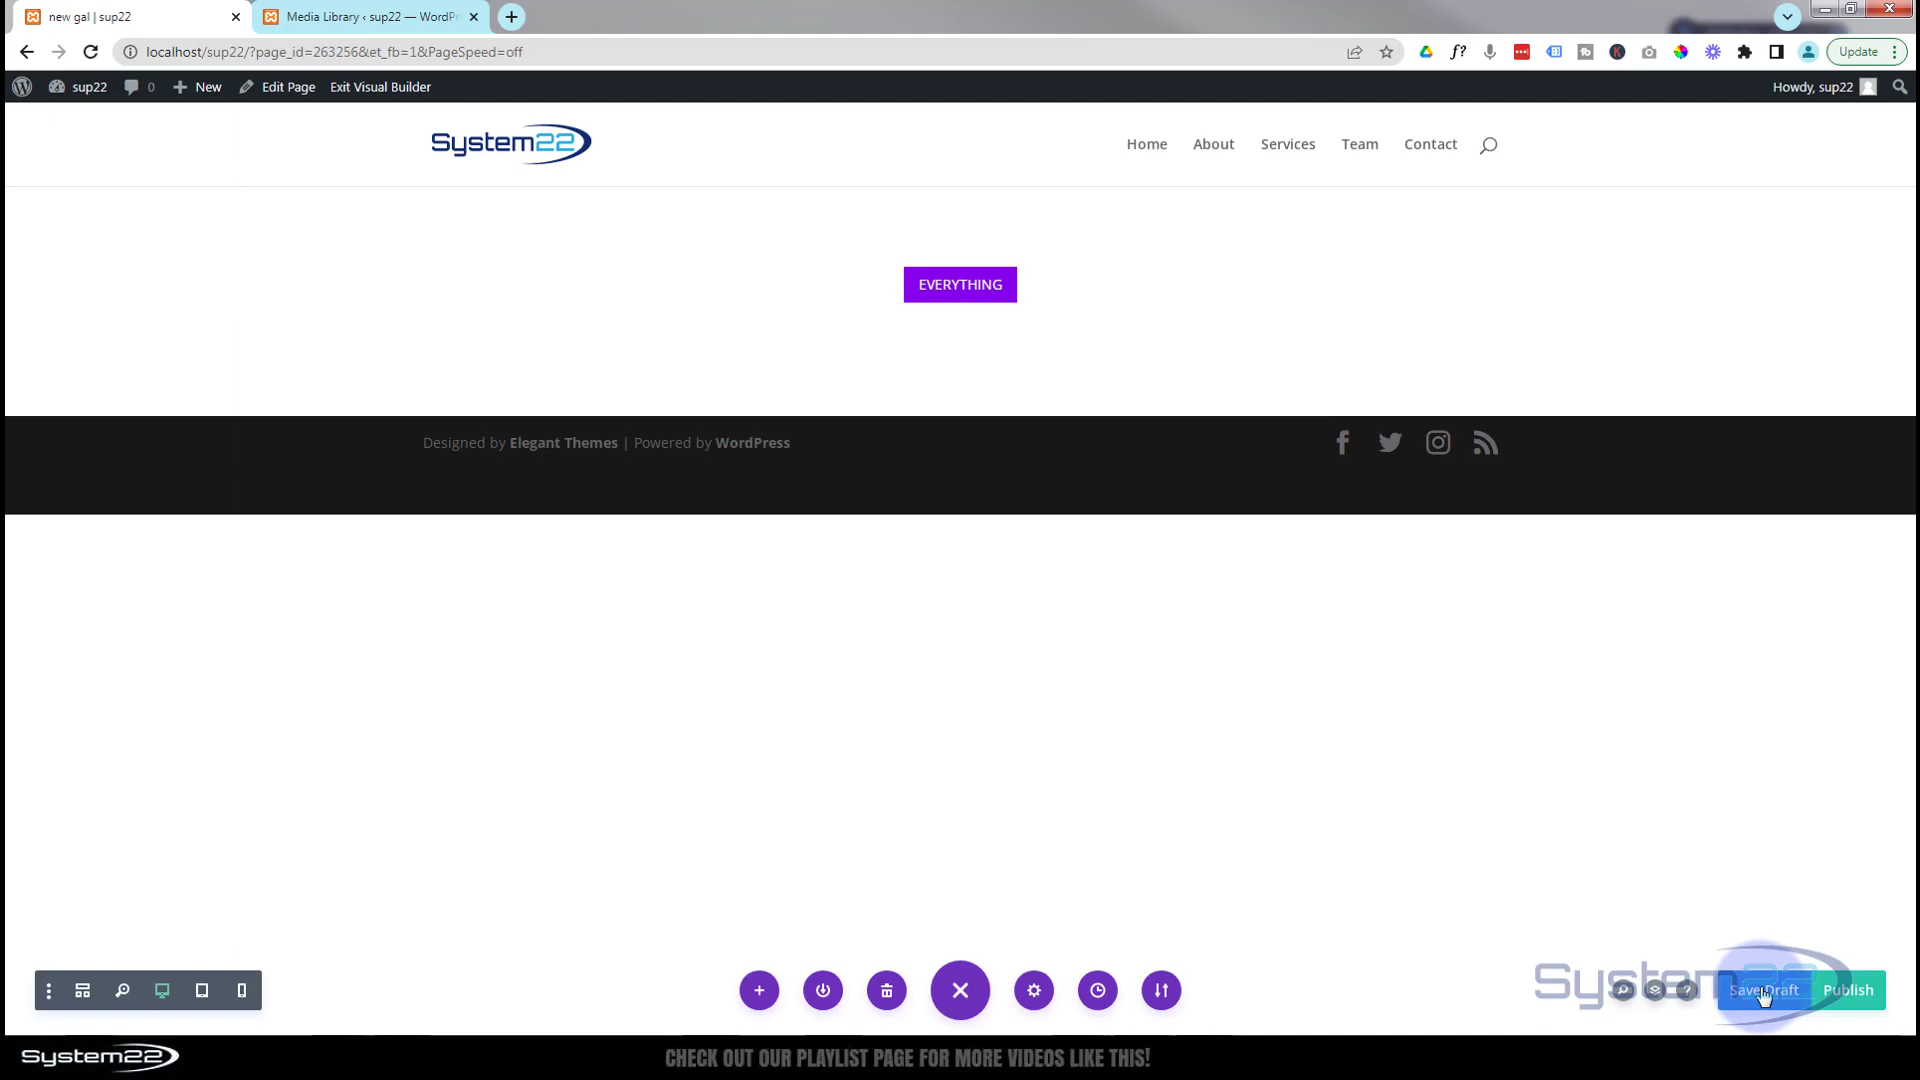 new gal | sup22
Media Library ‹ sup22 — WordPr
localhost/sup22/?page_id=263256&et_fb=1&PageSpeed=off
Update
sup22
0
New
Edit Page
Exit Visual Builder
Howdy, sup22
System22
Home
About
Services
Team
Contact
EVERYTHING
Designed by Elegant Themes | Powered by WordPress
System22
Save Draft
Publish
System22
CHECK OUT OUR PLAYLIST PAGE FOR MORE VIDEOS LIKE THIS!